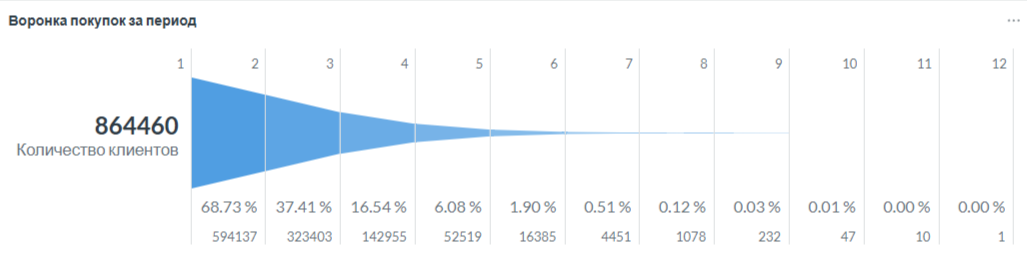 Воронка покупок за период
...
1 2 3 4 5 6 7 8 9 10 11 12
864460
Количество клиентов
68.73 % 37.41 % 16.54 % 6.08 % 1.90 % 0.51 % 0.12 % 0.03 % 0.01 % 0.00 % 0.00 %
594137 323403 142955 52519 16385 4451 1078 232 47 10 1